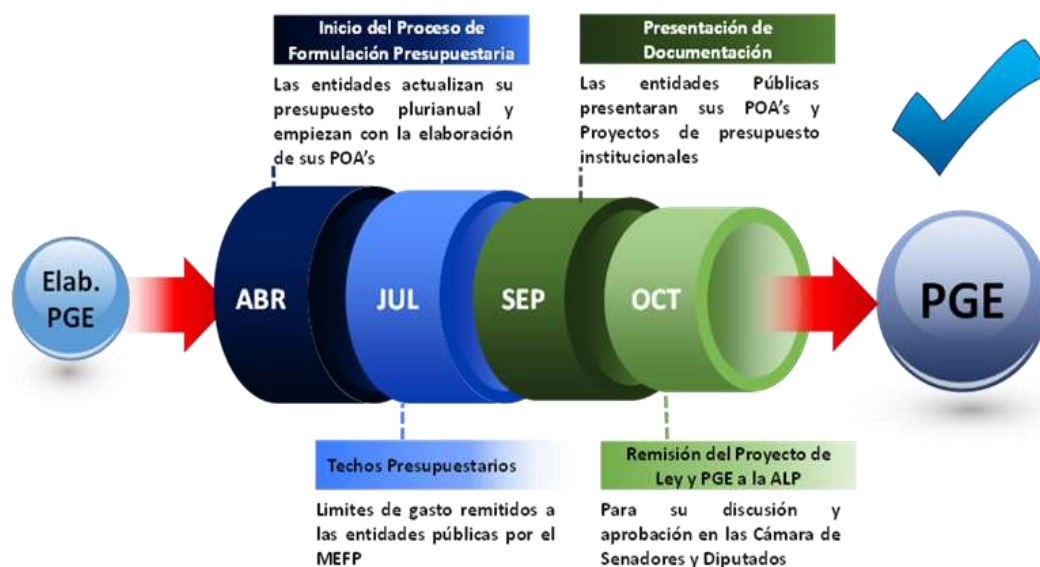 Inicio del Proceso de
Formulación Presupuestaria
Las entidades actualizan su
presupuesto plurianual y
empiezan con la elaboración
de sus POA's
Presentación de
Documentación
Las entidades Públicas
presentaran sus POA's y
Proyectos de presupuesto
institucionales
Elab.
PGE
ABR
JUL
SEP
OCT
PGE
Techos Presupuestarios
Limites de gasto remitidos a
las entidades públicas por el
MEFP
Remisión del Proyecto de
Ley y PGE a la ALP
Para su discusión y
aprobación en las Cámara de
Senadores y Diputados